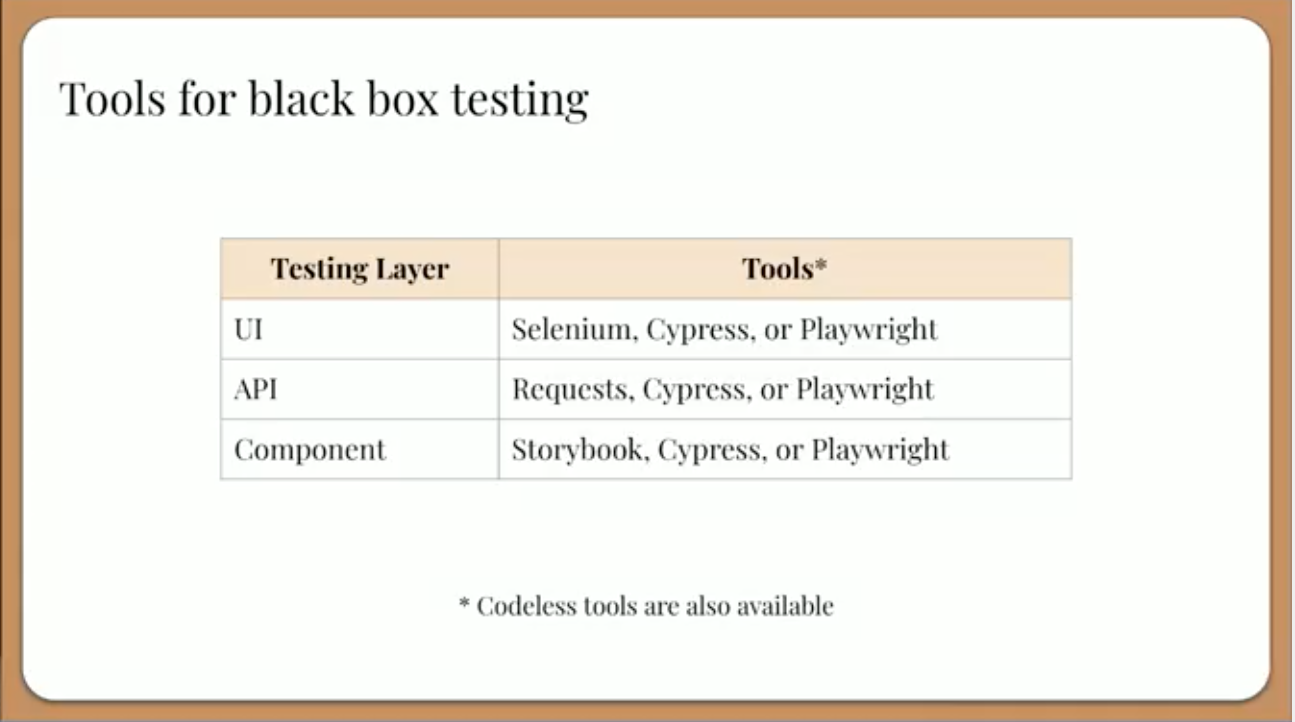 Tools for black box testing
Testing Layer Tools*
UI Selenium, Cypress, or Playwright
API Requests, Cypress, or Playwright
Component Storybook, Cypress, or Playwright
* Codeless tools are also available